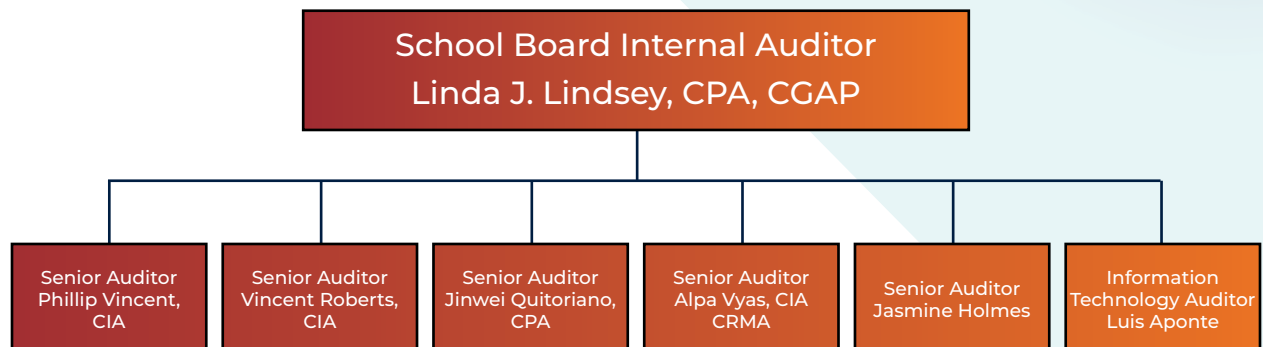 School Board Internal Auditor
Linda J. Lindsey, CPA, CGAP
Senior Auditor
Phillip Vincent,
CIA
Senior Auditor
Vincent Roberts,
CIA
Senior Auditor
Jinwei Quitoriano,
CPA
Senior Auditor
Alpa Vyas, CIA
CRMA
Senior Auditor
Jasmine Holmes
Information
Technology Auditor
Luis Aponte